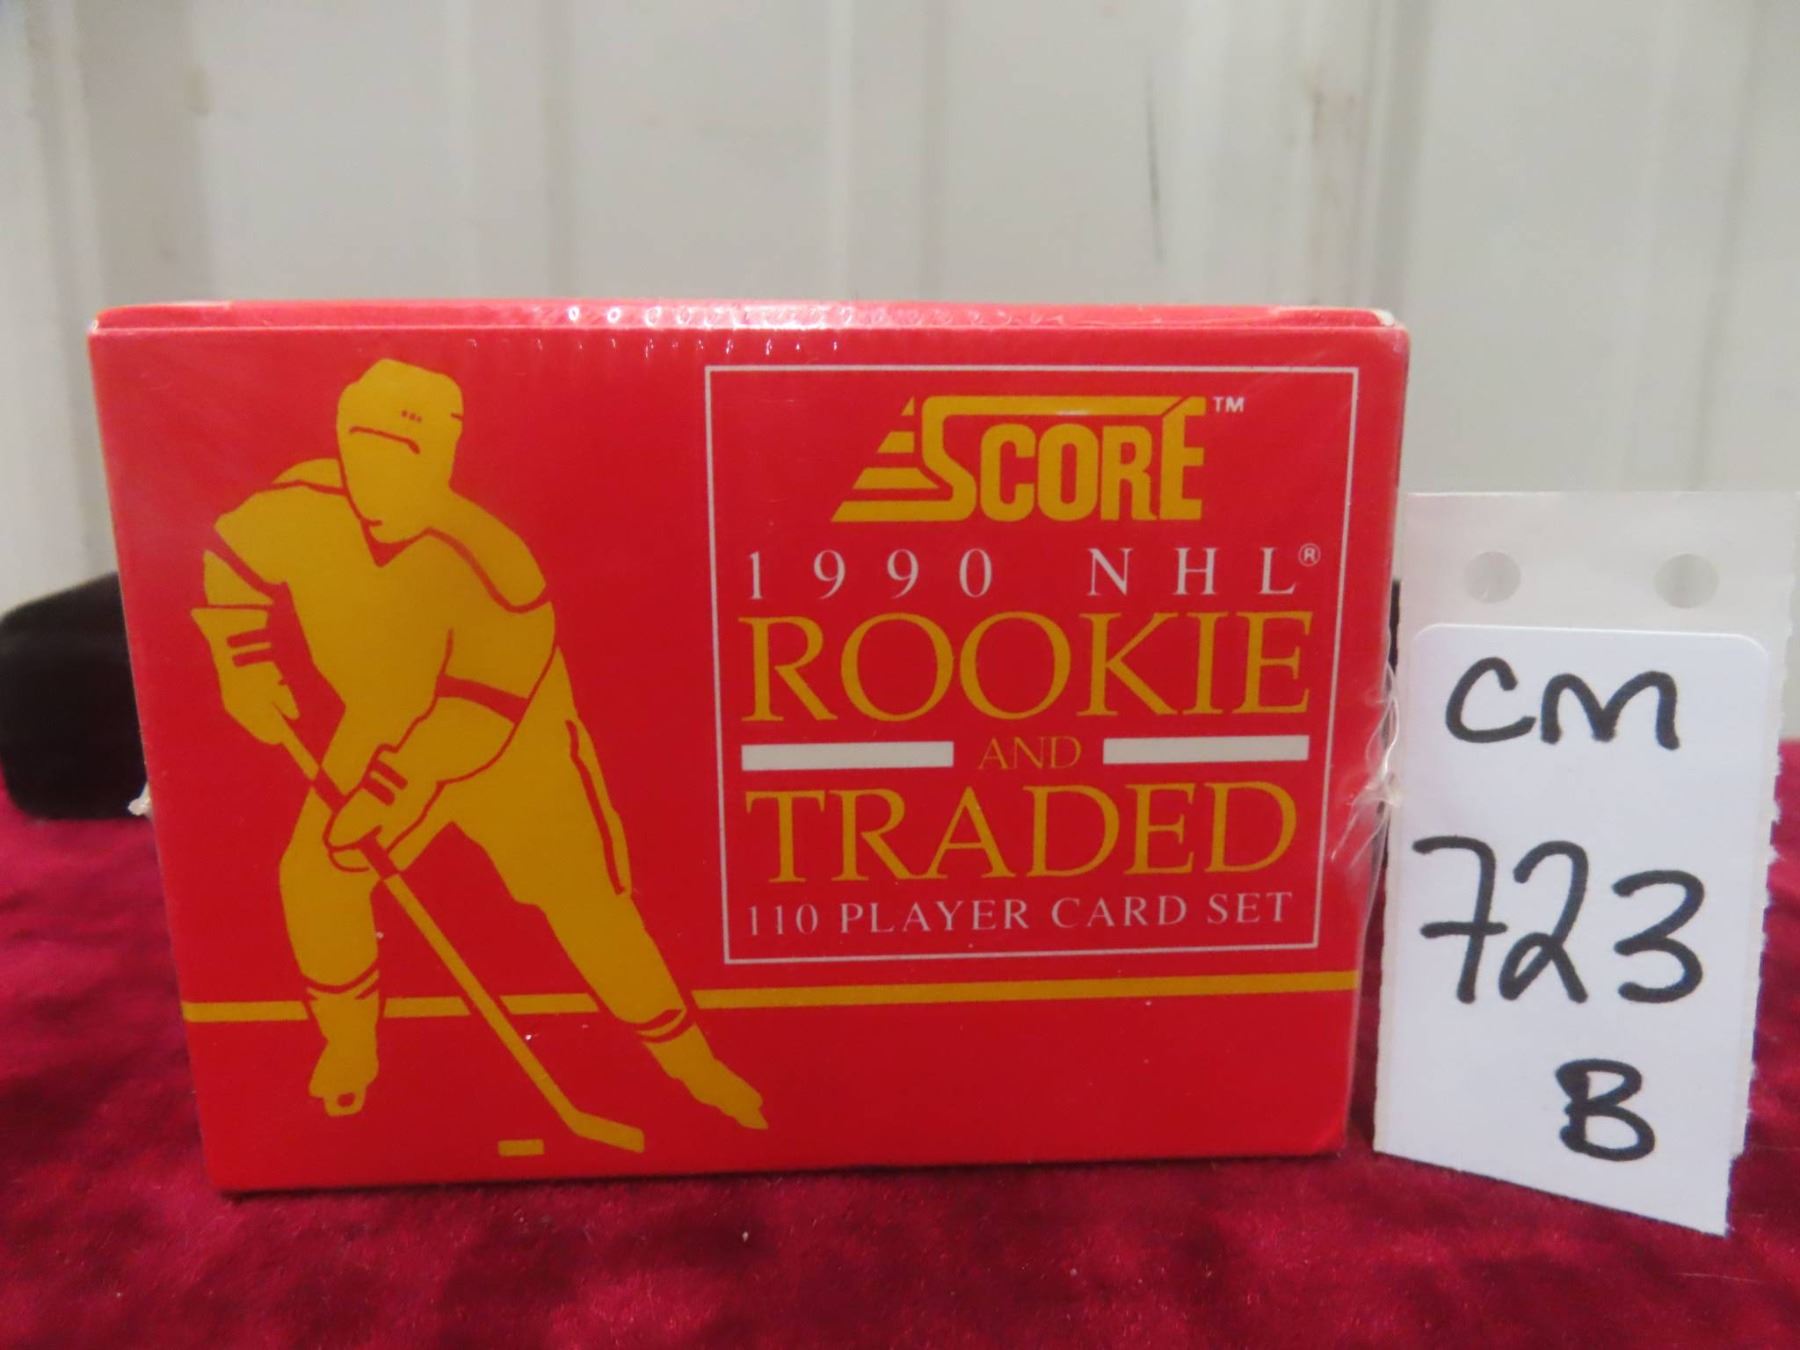 SCORE™
1990 NHL®
ROOKIE
AND
TRADED
110 PLAYER CARD SET
CM
723
B